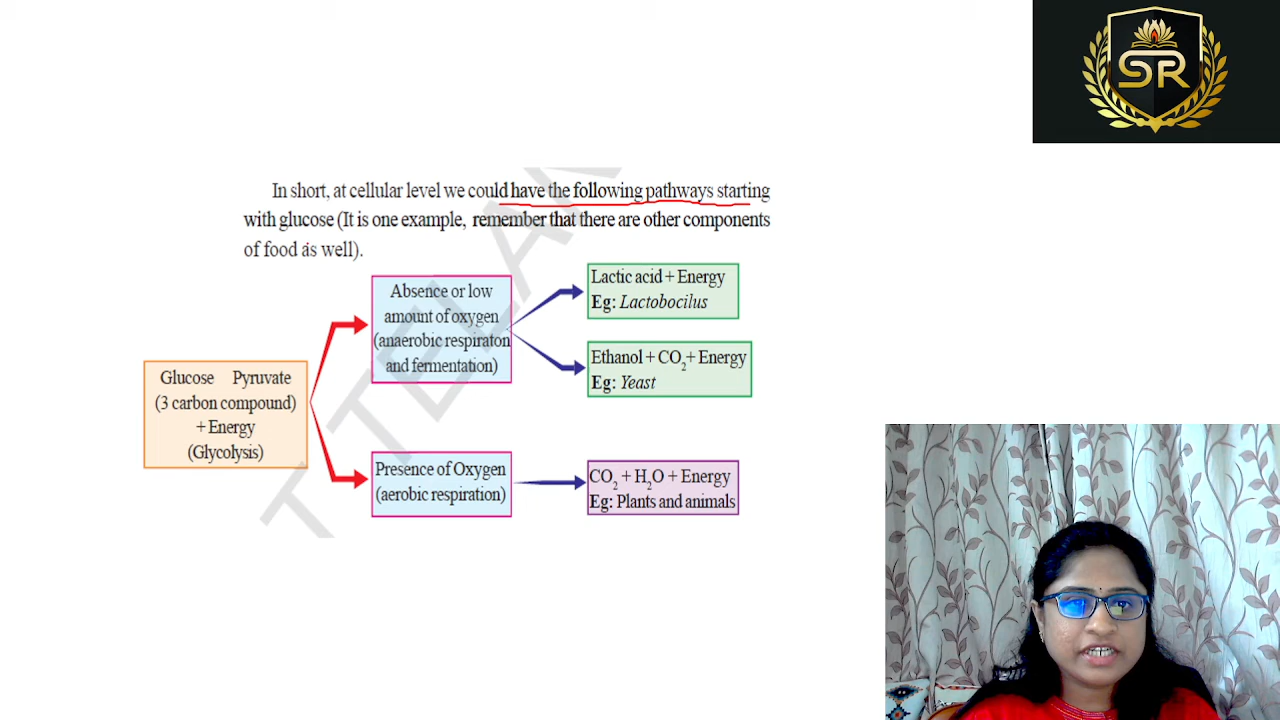 SR
In short, at cellular level we could have the following pathways starting
with glucose (It is one example, remember that there are other components
of food as well).
Glucose Pyruvate
(3 carbon compound)
+ Energy
(Glycolysis)
Absence or low
amount of oxygen
(anaerobic respiraton
and fermentation)
Lactic acid + Energy
Eg: Lactobocilus
Ethanol + CO2+ Energy
Eg: Yeast
Presence of Oxygen
(aerobic respiration)
CO2 + H2O + Energy
Eg: Plants and animals